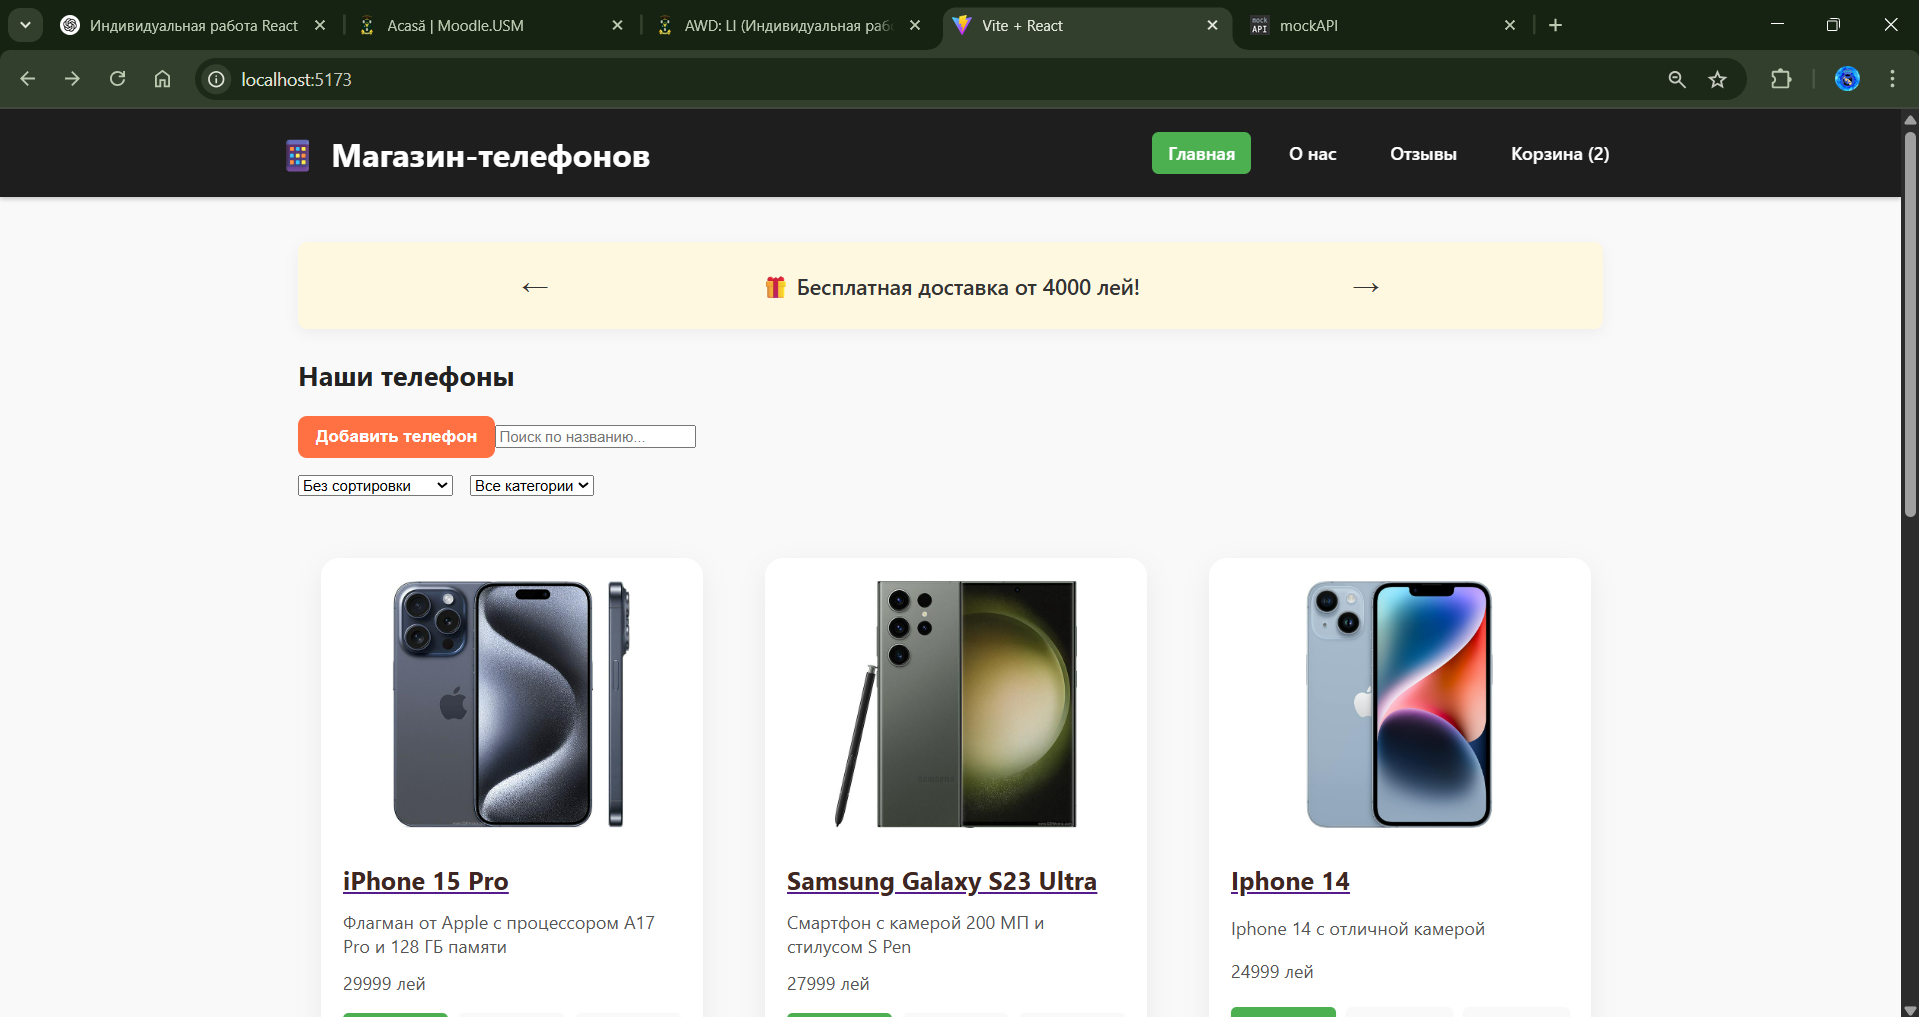 Индивидуальная работа React
Acasă | Moodle.USM
AWD: LI (Индивидуальная раб
Vite + React
mock API
mockAPI
localhost:5173
Магазин-телефонов
Главная
О нас
Отзывы
Корзина (2)
← 🎁 Бесплатная доставка от 4000 лей! →
Наши телефоны
Добавить телефон
Поиск по названию...
Без сортировки
Все категории
iPhone 15 Pro
Флагман от Apple с процессором A17
Pro и 128 ГБ памяти
29999 лей
Samsung Galaxy S23 Ultra
Смартфон с камерой 200 МП и
стилусом S Pen
27999 лей
Iphone 14
Iphone 14 с отличной камерой
24999 лей